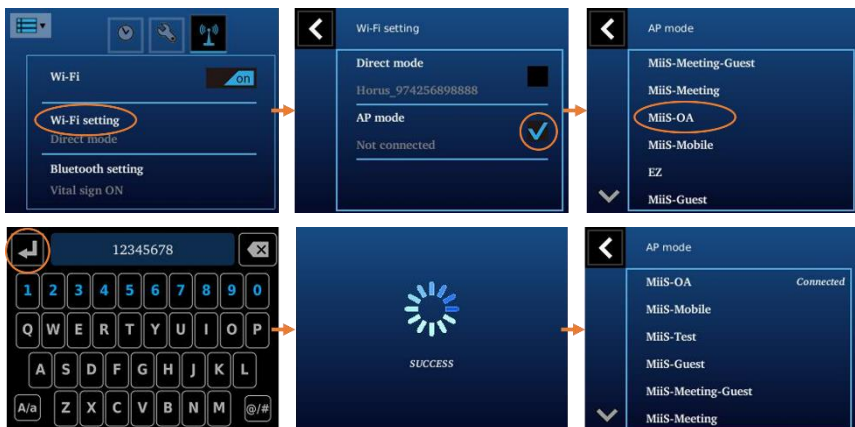 Wi-Fi
on
Wi-Fi setting
Direct mode
Bluetooth setting
Vital sign ON
Wi-Fi setting
Direct mode
Horus_974256898888
AP mode
Not connected
AP mode
MiiS-Meeting-Guest
MiiS-Meeting
MiiS-OA
MiiS-Mobile
EZ
MiiS-Guest
12345678
1 2 3 4 5 6 7 8 9 0
Q W E R T Y U I O P
A S D F G H J K L
A/a Z X C V B N M @/#
SUCCESS
AP mode
MiiS-OA Connected
MiiS-Mobile
MiiS-Test
MiiS-Guest
MiiS-Meeting-Guest
MiiS-Meeting